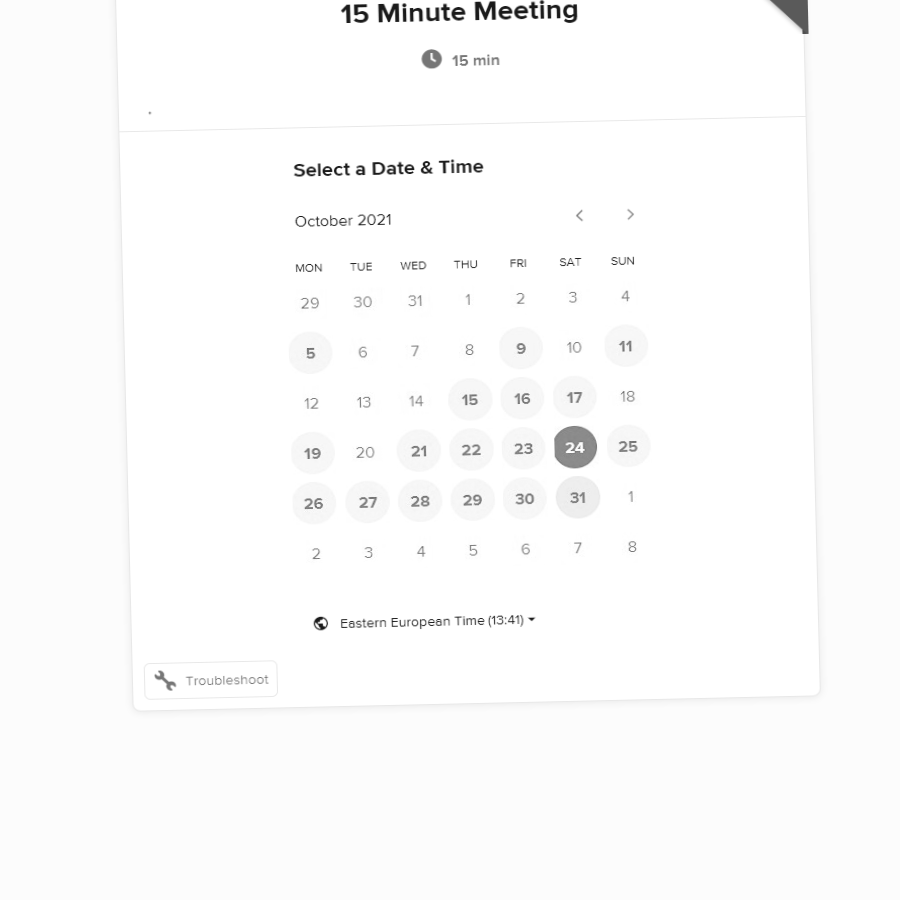 15 Minute Meeting
15 min
.
Select a Date & Time
October 2021
MON TUE WED THU FRI SAT SUN
29 30 31 1 2 3 4
5 6 7 8 9 10 11
12 13 14 15 16 17 18
19 20 21 22 23 24 25
26 27 28 29 30 31 1
2 3 4 5 6 7 8
Eastern European Time (13:41)
Troubleshoot